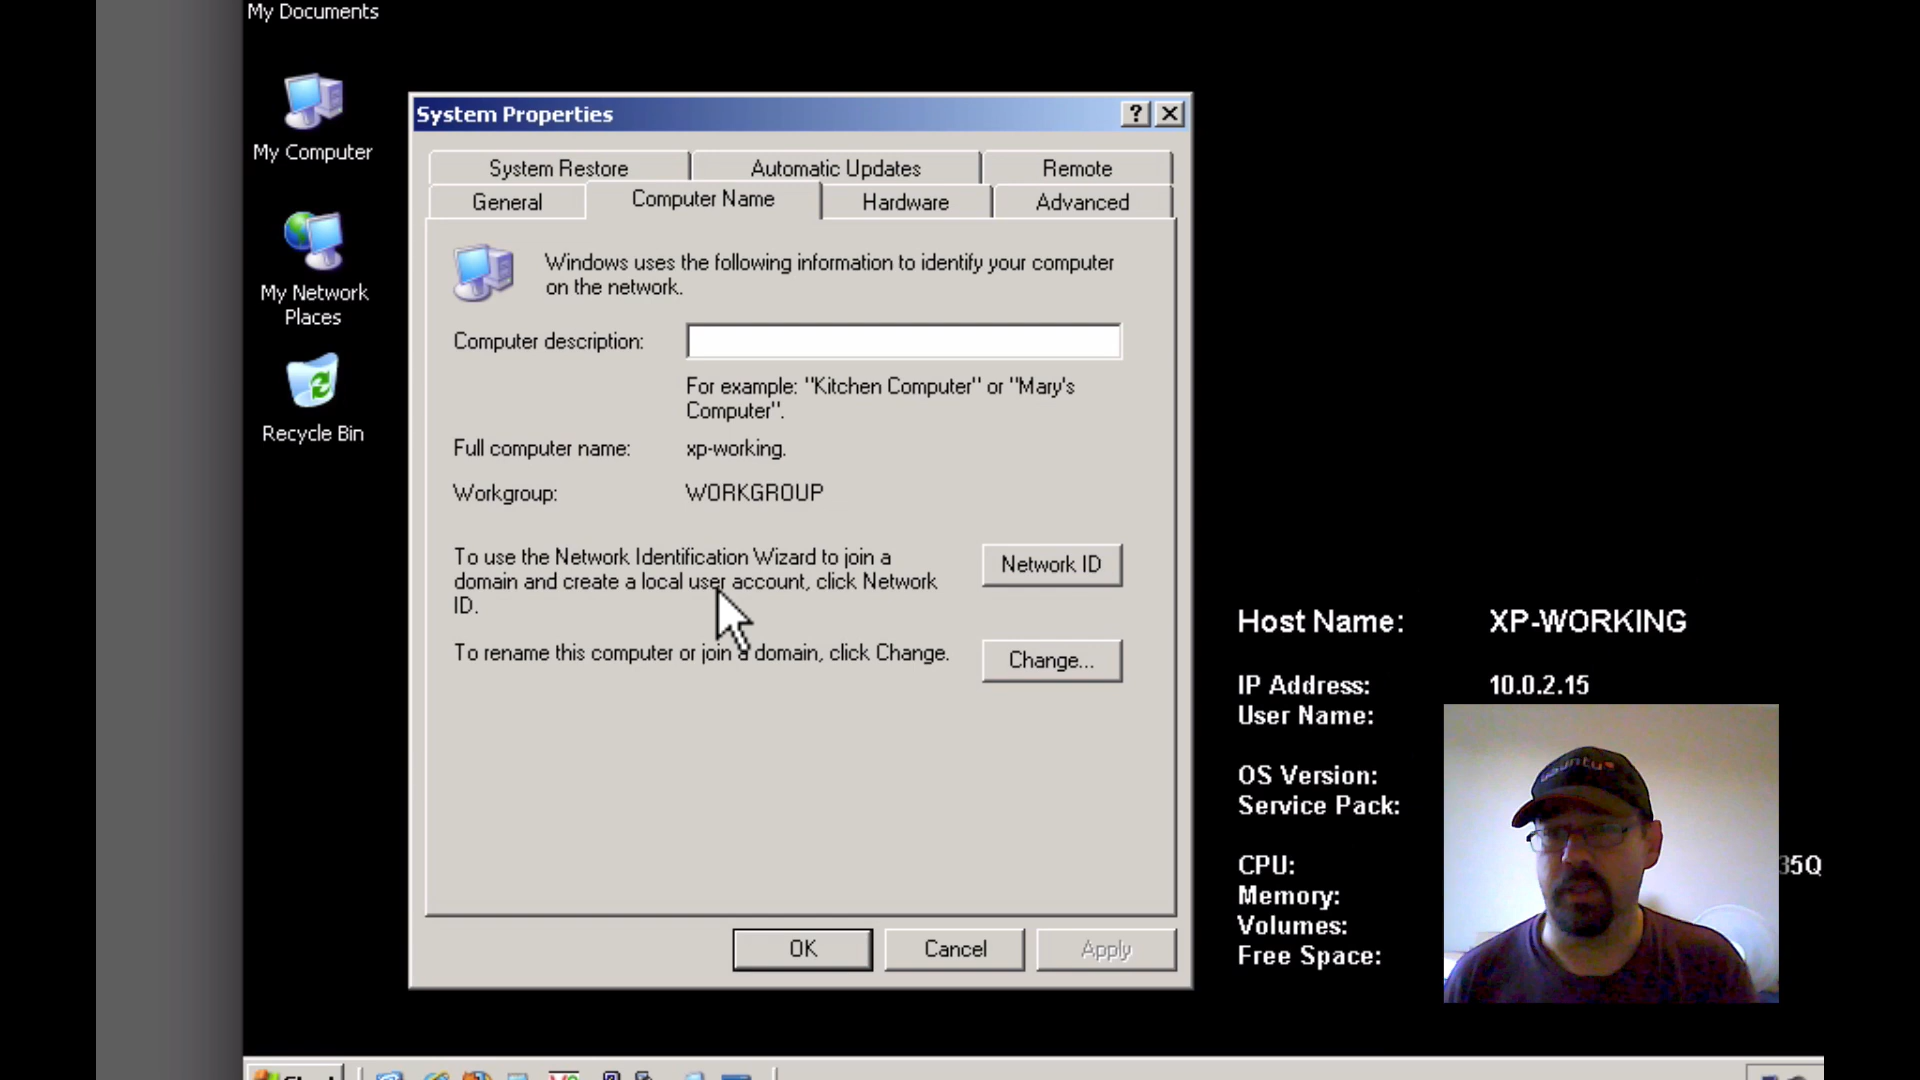 My Documents
My Computer
My Network
Places
Recycle Bin
System Properties
?
System Restore
Automatic Updates
Remote
General
Computer Name
Hardware
Advanced
Windows uses the following information to identify your computer
on the network.
Computer description:
For example: "Kitchen Computer" or "Mary's
Computer".
Full computer name:
xp-working.
Workgroup:
WORKGROUP
To use the Network Identification Wizard to join a
domain and create a local user account, click Network
ID.
Network ID
To rename this computer or join a domain, click Change.
Change...
OK
Cancel
Apply
Host Name: XP-WORKING
IP Address: 10.0.2.15
User Name:
OS Version:
Service Pack:
CPU: 35Q
Memory:
Volumes:
Free Space:
ubuntu